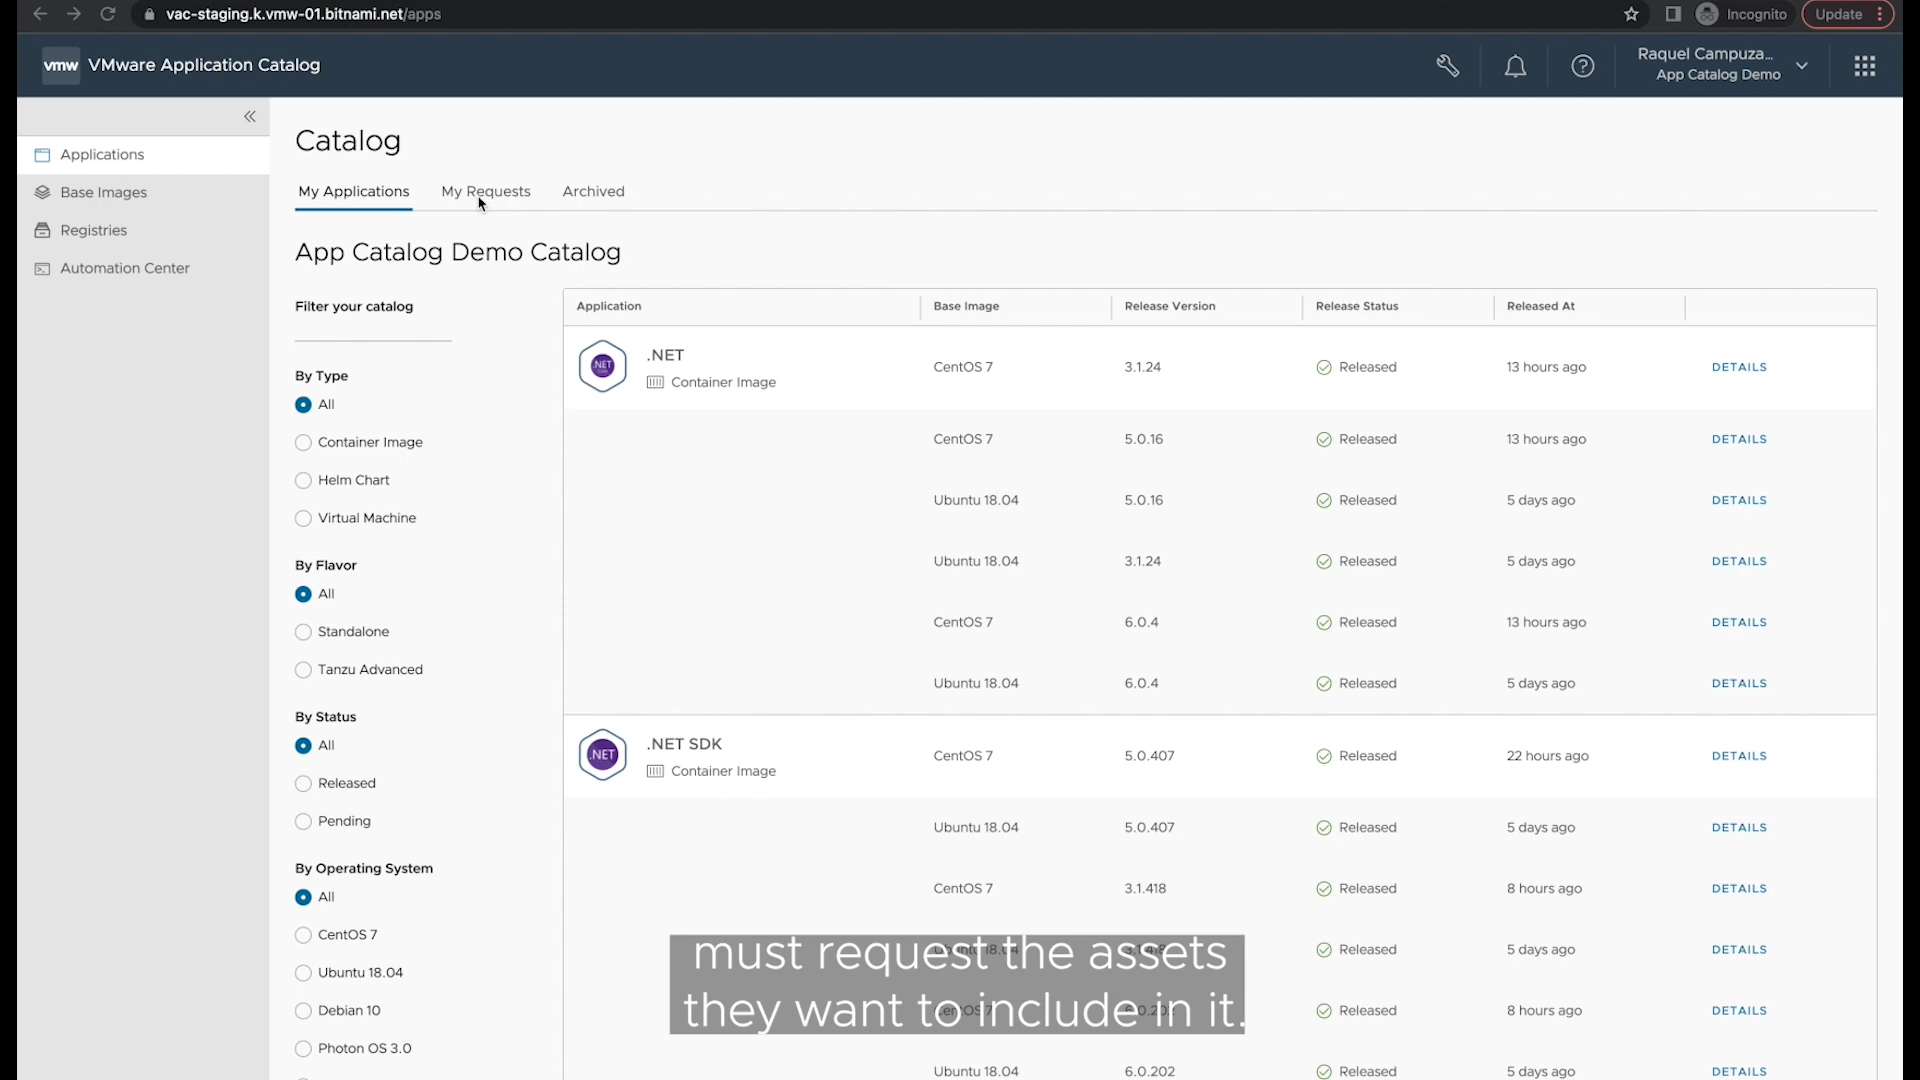 vac-staging.k.vmw-01.bitnami.net/apps
Incognito
Update
vmw VMware Application Catalog
Raquel Campuza...
App Catalog Demo
Applications
Base Images
Registries
Automation Center
Catalog
My Applications My Requests Archived
App Catalog Demo Catalog
Filter your catalog
By Type
All
Container Image
Helm Chart
Virtual Machine
By Flavor
All
Standalone
Tanzu Advanced
By Status
All
Released
Pending
By Operating System
All
CentOS 7
Ubuntu 18.04
Debian 10
Photon OS 3.0
Application Base Image Release Version Release Status Released At
.NET
.NET
Container Image
CentOS 7 3.1.24 Released 13 hours ago DETAILS
CentOS 7 5.0.16 Released 13 hours ago DETAILS
Ubuntu 18.04 5.0.16 Released 5 days ago DETAILS
Ubuntu 18.04 3.1.24 Released 5 days ago DETAILS
CentOS 7 6.0.4 Released 13 hours ago DETAILS
Ubuntu 18.04 6.0.4 Released 5 days ago DETAILS
.NET
.NET SDK
Container Image
CentOS 7 5.0.407 Released 22 hours ago DETAILS
Ubuntu 18.04 5.0.407 Released 5 days ago DETAILS
CentOS 7 3.1.418 Released 8 hours ago DETAILS
Released 5 days ago DETAILS
Released 8 hours ago DETAILS
Ubuntu 18.04 6.0.202 Released 5 days ago DETAILS
must request the assets
they want to include in it.